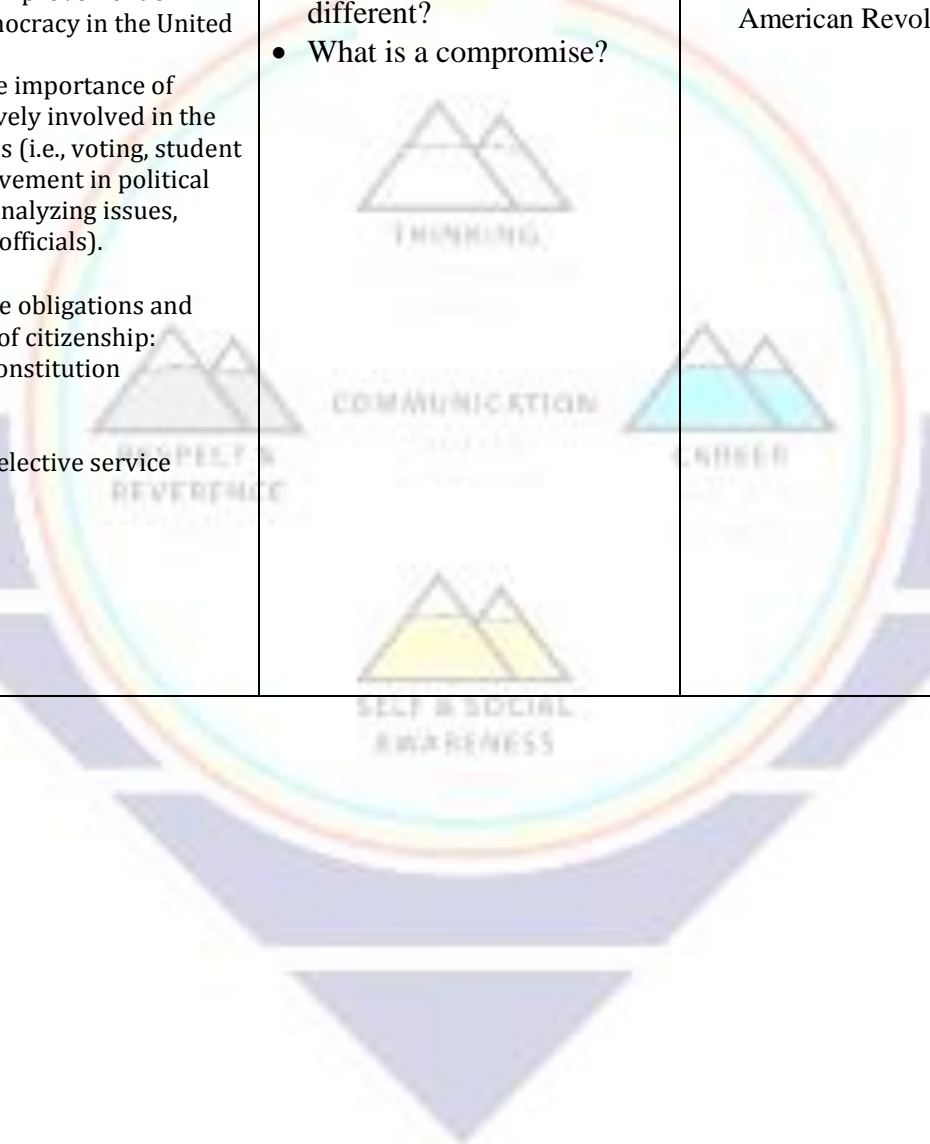 mocracy in the United
e importance of
vely involved in the
s (i.e., voting, student
vement in political
nalyzing issues,
officials).
e obligations and
of citizenship:
onstitution
elective service
different?
• What is a compromise?
American Revol
THINKING
COMMUNICATION
RESPECT &
REVERENCE
CAREER
SELF & SOCIAL
AWARENESS